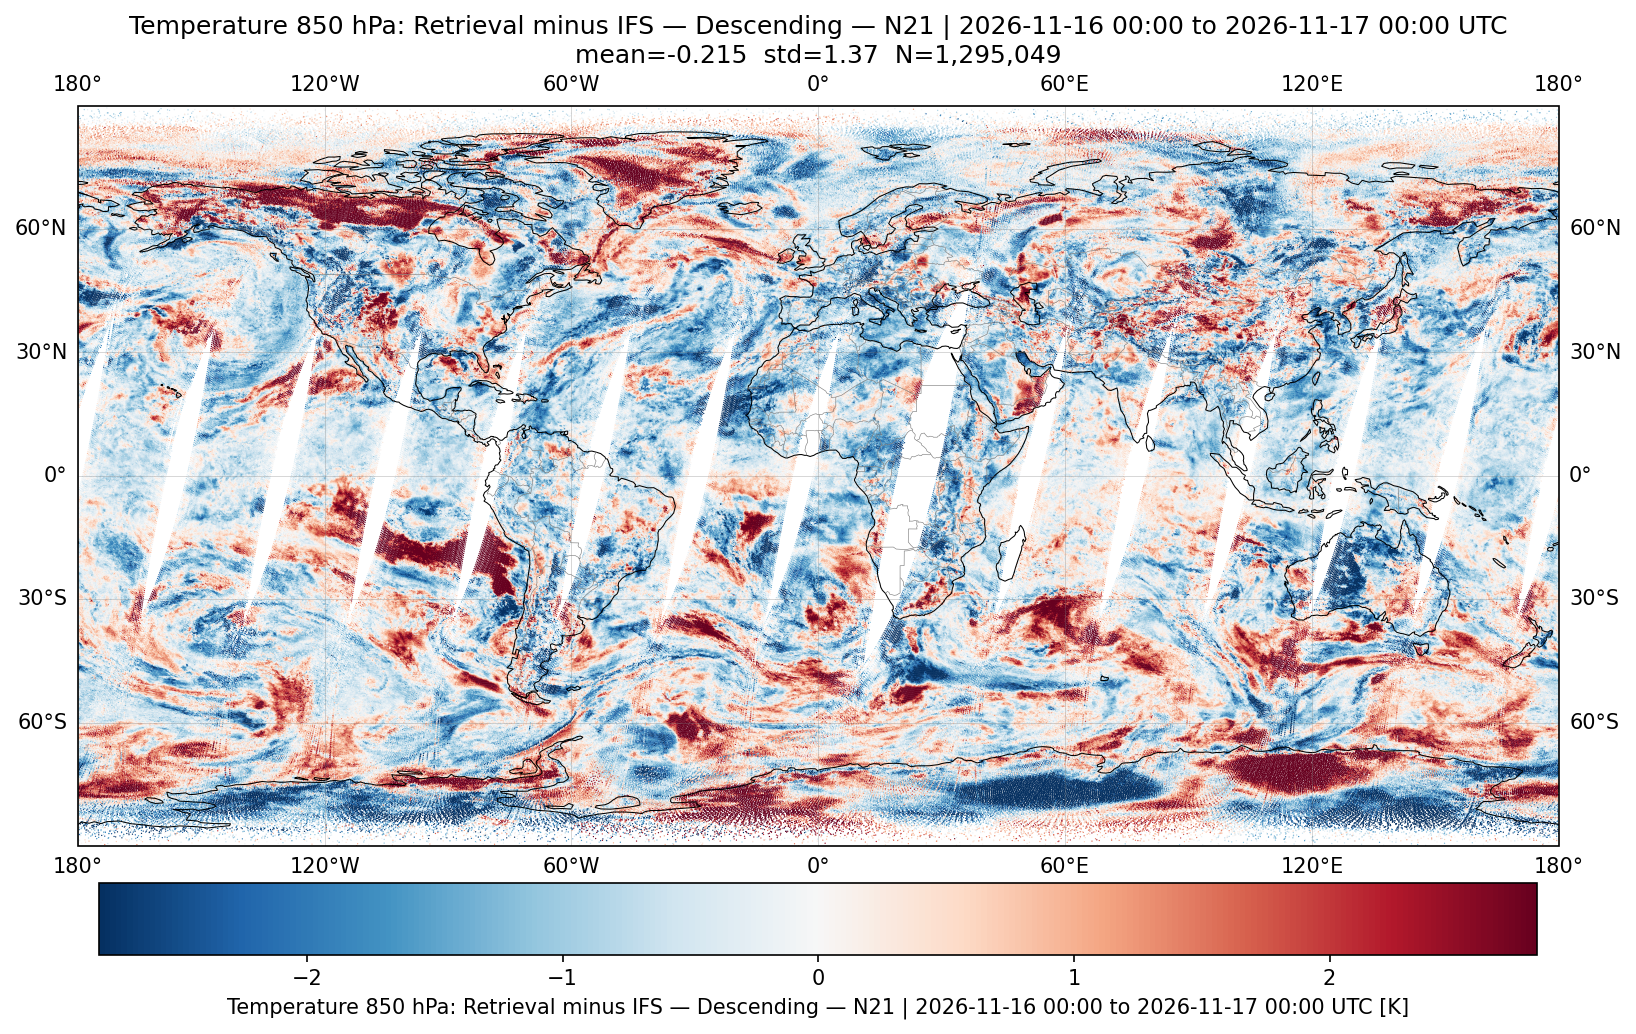 Temperature 850 hPa: Retrieval minus IFS — Descending — N21 | 2026-11-16 00:00 to 2026-11-17 00:00 UTC
mean=-0.215 std=1.37 N=1,295,049
180° 120°W 60°W 0° 60°E 120°E 180°
60°N 60°N
30°N 30°N
0° 0°
30°S 30°S
60°S 60°S
180° 120°W 60°W 0° 60°E 120°E 180°
−2 −1 0 1 2
Temperature 850 hPa: Retrieval minus IFS — Descending — N21 | 2026-11-16 00:00 to 2026-11-17 00:00 UTC [K]